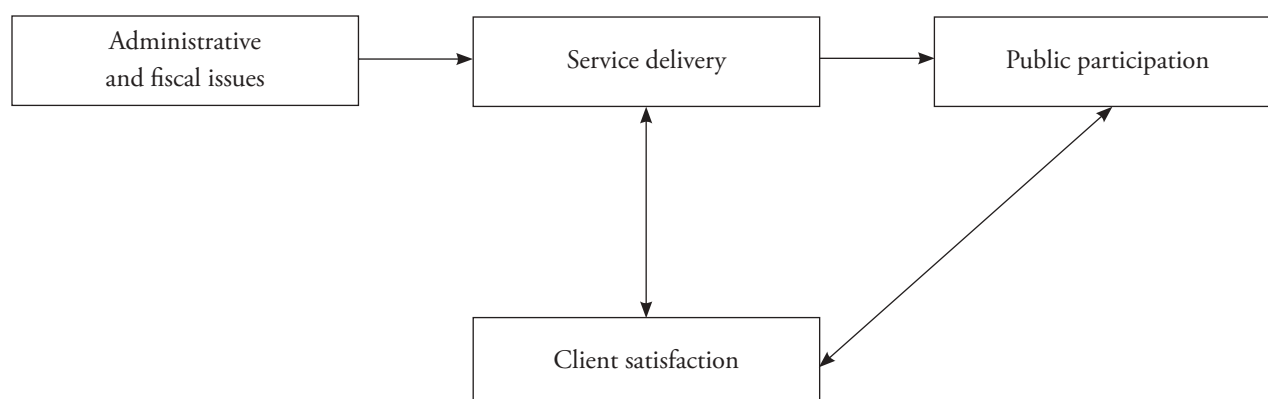 Administrative
and fiscal issues
Service delivery
Public participation
Client satisfaction